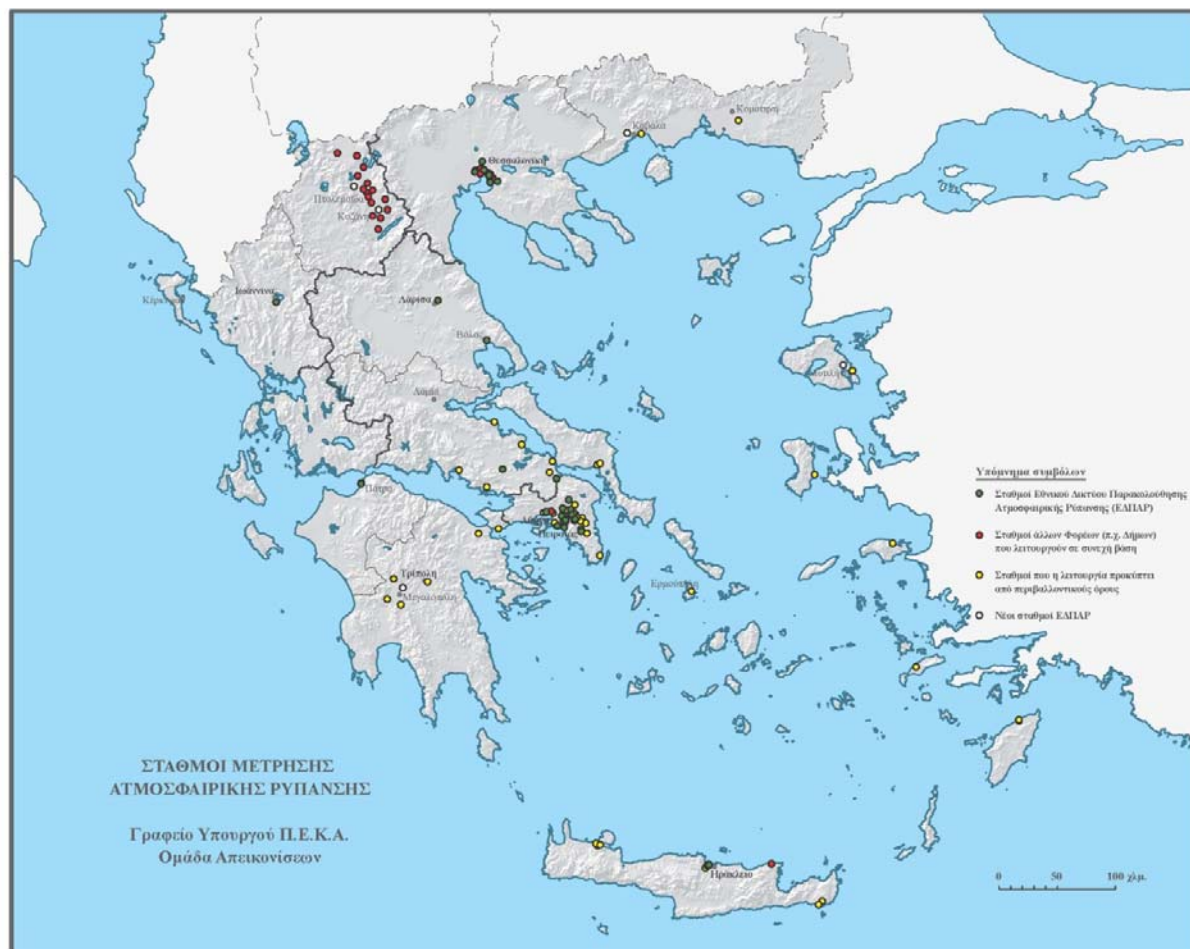 Κομοτηνή
Καβάλα
Θεσσαλονίκη
Πτολεμαΐδα
Κοζάνη
Ιωάννινα
Κέρκυρα
Λάρισα
Βόλος
Μυτιλήνη
Λαμία
Υπόμνημα συμβόλων
Σταθμοί Εθνικού Δικτύου Παρακολούθησης
Ατμοσφαιρικής Ρύπανσης (ΕΔΠΑΡ)
Πάτρα
Αθήνα
Πειραιάς
Σταθμοί άλλων Φορέων (π.χ. Δήμων)
που λειτουργούν σε συνεχή βάση
Τρίπολη
Μεγαλόπολη
Ερμούπολη
Σταθμοί που η λειτουργία προκύπτει
από περιβαλλοντικούς όρους
Νέοι σταθμοί ΕΔΠΑΡ
ΣΤΑΘΜΟΙ ΜΕΤΡΗΣΗΣ
ΑΤΜΟΣΦΑΙΡΙΚΗΣ ΡΥΠΑΝΣΗΣ
Γραφείο Υπουργού Π.Ε.Κ.Α.
Ομάδα Απεικονίσεων
Ηράκλειο
0 50 100 χλμ.